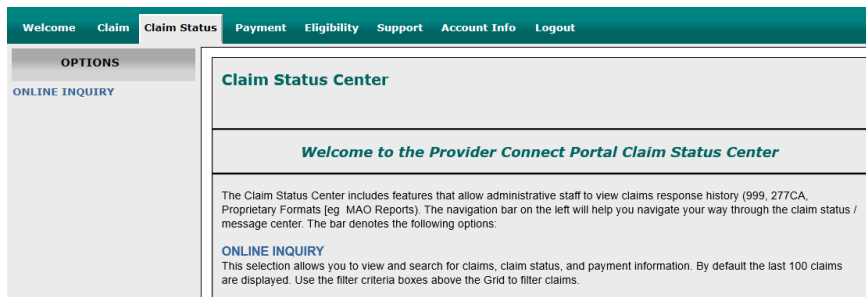 Welcome Claim Claim Status Payment Eligibility Support Account Info Logout
OPTIONS
ONLINE INQUIRY
Claim Status Center
Welcome to the Provider Connect Portal Claim Status Center
The Claim Status Center includes features that allow administrative staff to view claims response history (999, 277CA,
Proprietary Formats [eg MAO Reports). The navigation bar on the left will help you navigate your way through the claim status /
message center. The bar denotes the following options:
ONLINE INQUIRY
This selection allows you to view and search for claims, claim status, and payment information. By default the last 100 claims
are displayed. Use the filter criteria boxes above the Grid to filter claims.